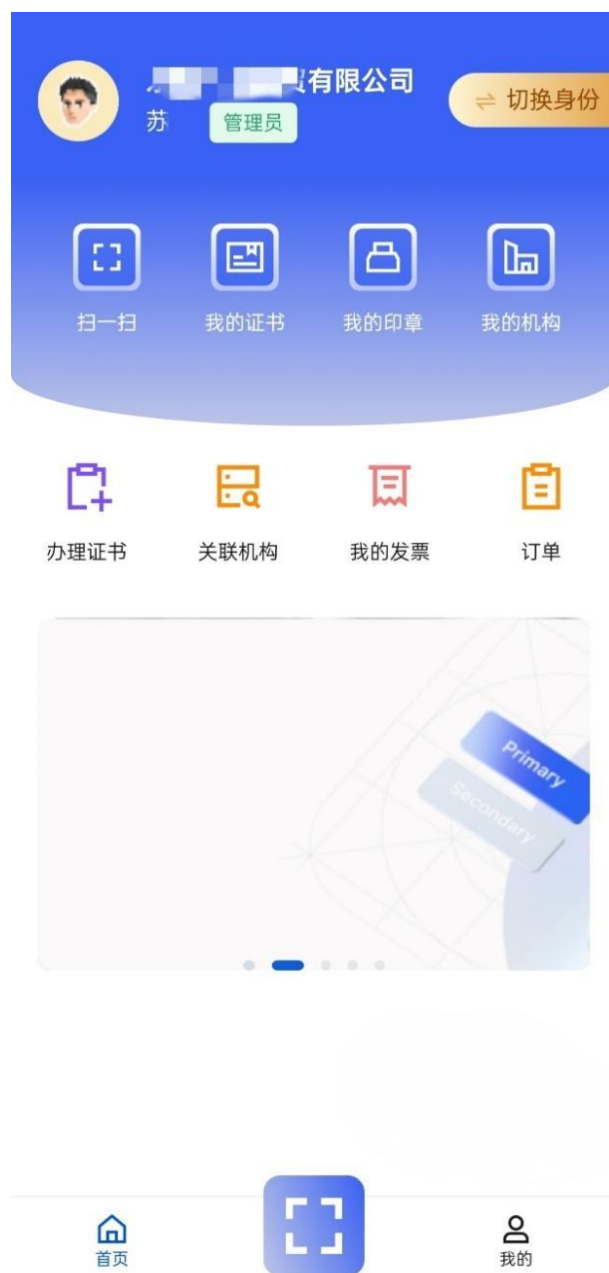 有限公司
苏
管理员
切换身份
扫一扫 我的证书 我的印章 我的机构
办理证书 关联机构 我的发票 订单
Primary
Secondary
首页 我的